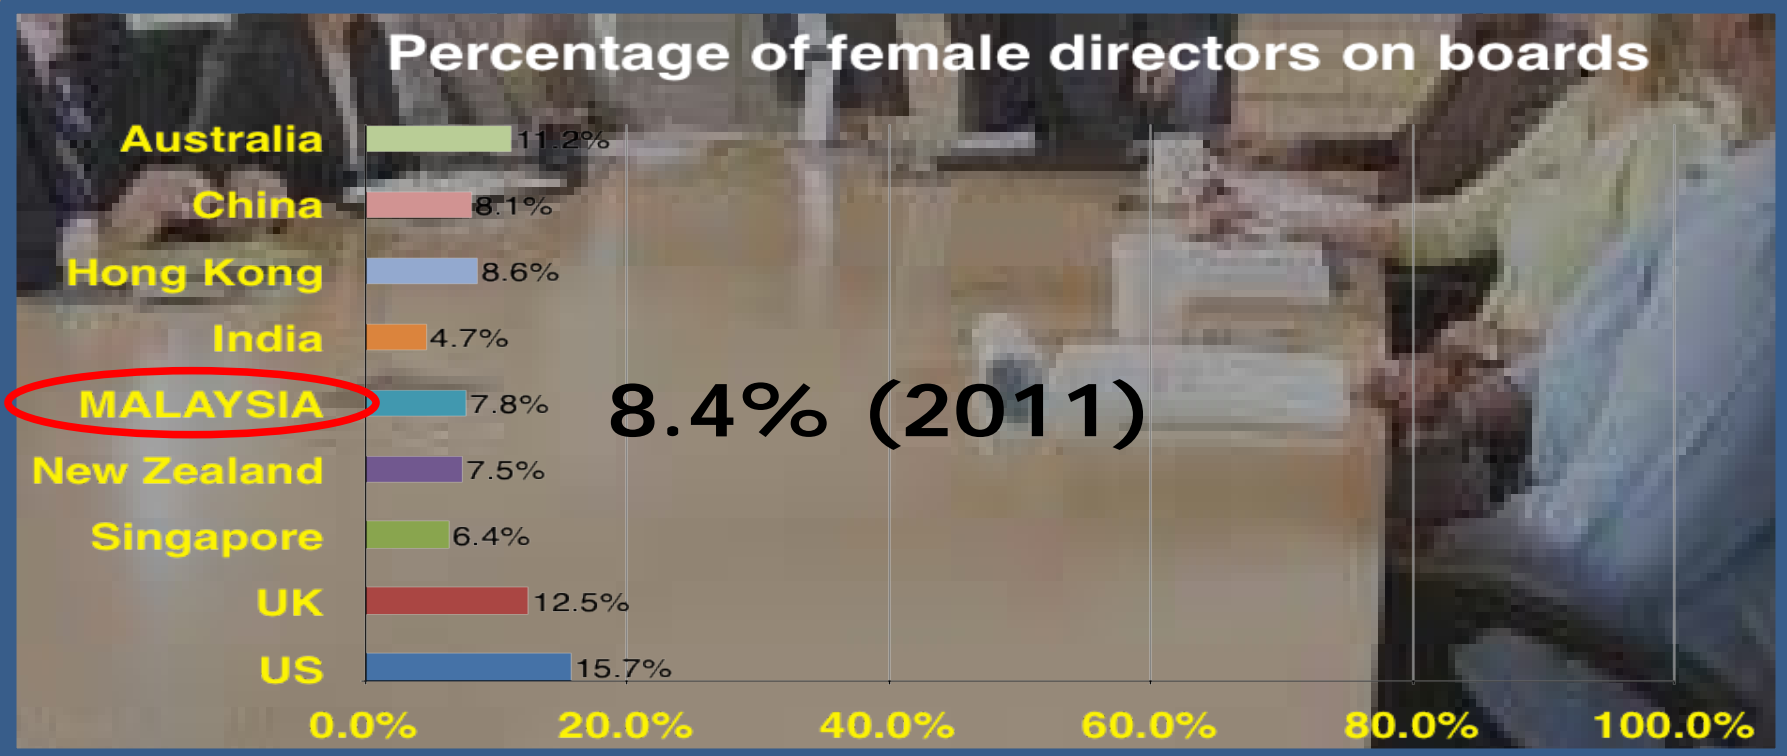 Percentage of female directors on boards
Australia 11.2%
China 8.1%
Hong Kong 8.6%
India 4.7%
MALAYSIA 7.8% 8.4% (2011)
New Zealand 7.5%
Singapore 6.4%
UK 12.5%
US 15.7%
0.0% 20.0% 40.0% 60.0% 80.0% 100.0%